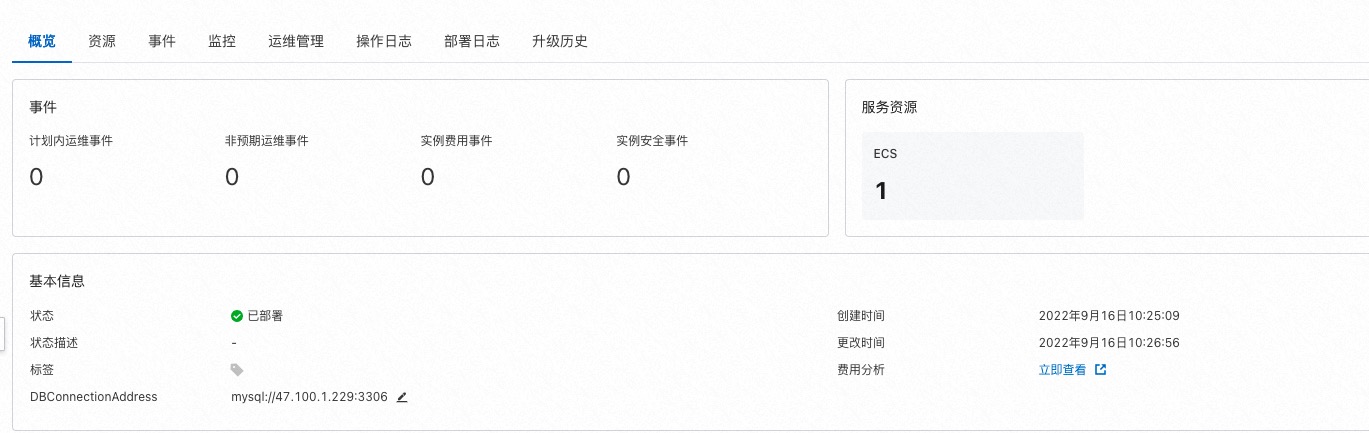 概览 资源 事件 监控 运维管理 操作日志 部署日志 升级历史
事件
计划内运维事件 非预期运维事件 实例费用事件 实例安全事件
0 0 0 0
服务资源
ECS
1
基本信息
状态 已部署 创建时间 2022年9月16日10:25:09
状态描述 - 更改时间 2022年9月16日10:26:56
标签 费用分析 立即查看
DBConnectionAddress mysql://47.100.1.229:3306